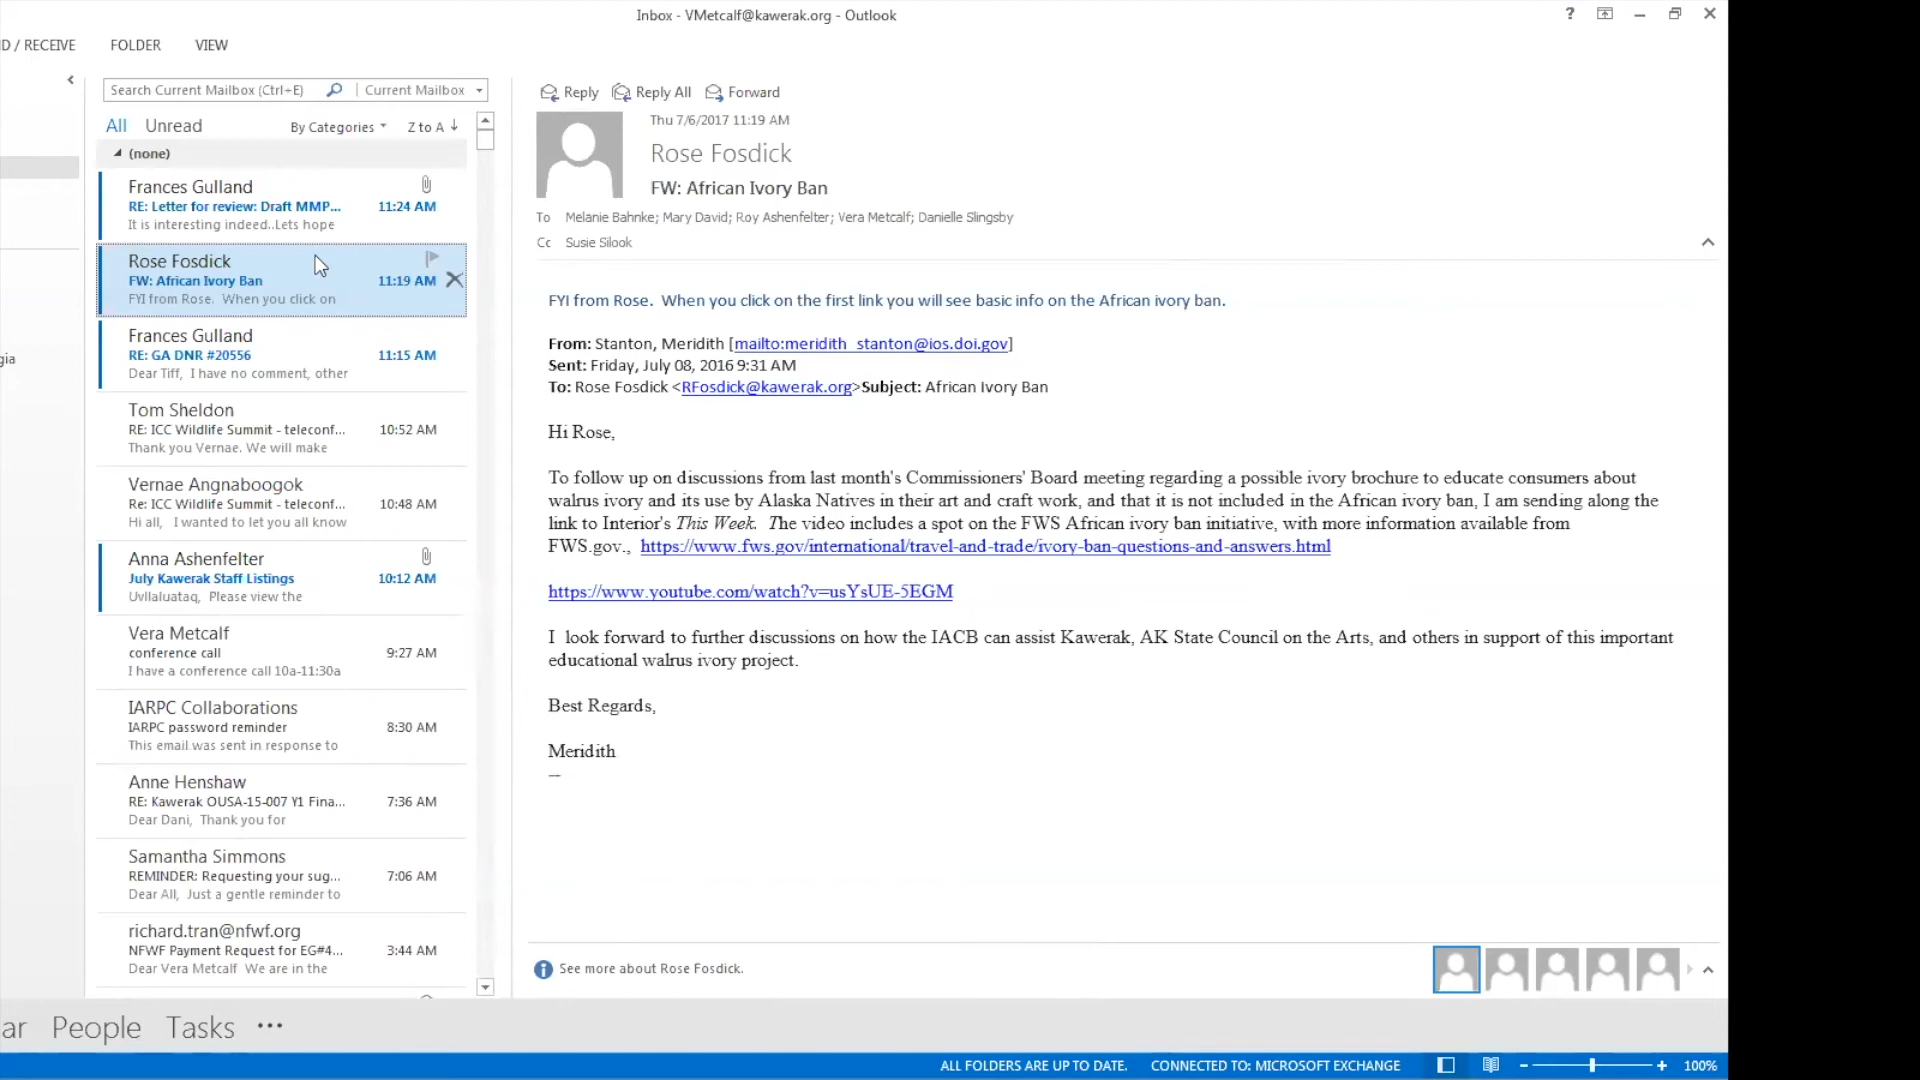 Inbox - VMetcalf@kawerak.org - Outlook
D / RECEIVE FOLDER VIEW
Search Current Mailbox (Ctrl+E) Current Mailbox
All Unread By Categories Z to A
(none)
Frances Gulland
RE: Letter for review: Draft MMP... 11:24 AM
It is interesting indeed..Lets hope
Rose Fosdick
FW: African Ivory Ban 11:19 AM
FYI from Rose. When you click on
Frances Gulland
RE: GA DNR #20556 11:15 AM
Dear Tiff, I have no comment, other
Tom Sheldon
RE: ICC Wildlife Summit - teleconf... 10:52 AM
Thank you Vernae. We will make
Vernae Angnaboogok
Re: ICC Wildlife Summit - teleconf... 10:48 AM
Hi all, I wanted to let you all know
Anna Ashenfelter
July Kawerak Staff Listings 10:12 AM
Uvllaluataq, Please view the
Vera Metcalf
conference call 9:27 AM
I have a conference call 10a-11:30a
IARPC Collaborations
IARPC password reminder 8:30 AM
This email was sent in response to
Anne Henshaw
RE: Kawerak OUSA-15-007 Y1 Fina... 7:36 AM
Dear Dani, Thank you for
Samantha Simmons
REMINDER: Requesting your sug... 7:06 AM
Dear All, Just a gentle reminder to
richard.tran@nfwf.org
NFWF Payment Request for EG#4... 3:44 AM
Dear Vera Metcalf We are in the
gia
Reply Reply All Forward
Thu 7/6/2017 11:19 AM
Rose Fosdick
FW: African Ivory Ban
To Melanie Bahnke; Mary David; Roy Ashenfelter; Vera Metcalf; Danielle Slingsby
Cc Susie Silook
FYI from Rose. When you click on the first link you will see basic info on the African ivory ban.
From: Stanton, Meridith [mailto:meridith_stanton@ios.doi.gov]
Sent: Friday, July 08, 2016 9:31 AM
To: Rose Fosdick <RFosdick@kawerak.org>Subject: African Ivory Ban
Hi Rose,
To follow up on discussions from last month's Commissioners' Board meeting regarding a possible ivory brochure to educate consumers about
walrus ivory and its use by Alaska Natives in their art and craft work, and that it is not included in the African ivory ban, I am sending along the
link to Interior's This Week. The video includes a spot on the FWS African ivory ban initiative, with more information available from
FWS.gov., https://www.fws.gov/international/travel-and-trade/ivory-ban-questions-and-answers.html
https://www.youtube.com/watch?v=usYsUE-5EGM
I look forward to further discussions on how the IACB can assist Kawerak, AK State Council on the Arts, and others in support of this important
educational walrus ivory project.
Best Regards,
Meridith
--
See more about Rose Fosdick.
ar People Tasks ...
ALL FOLDERS ARE UP TO DATE. CONNECTED TO: MICROSOFT EXCHANGE 100%